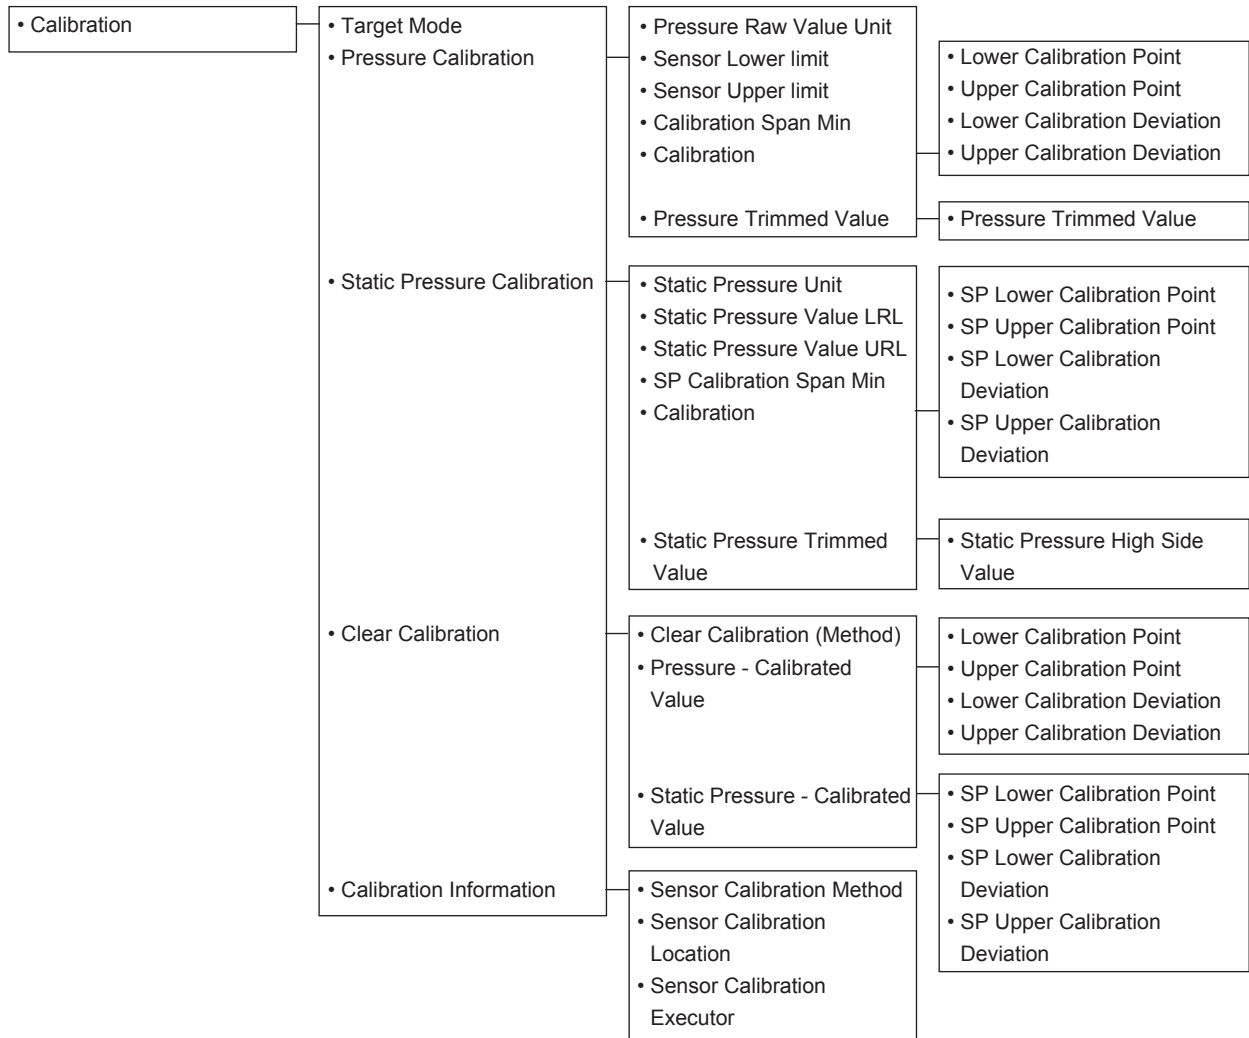 • Calibration
• Target Mode
• Pressure Calibration
• Static Pressure Calibration
• Clear Calibration
• Calibration Information
• Pressure Raw Value Unit
• Sensor Lower limit
• Sensor Upper limit
• Calibration Span Min
• Calibration
• Pressure Trimmed Value
• Lower Calibration Point
• Upper Calibration Point
• Lower Calibration Deviation
• Upper Calibration Deviation
• Pressure Trimmed Value
• Static Pressure Unit
• Static Pressure Value LRL
• Static Pressure Value URL
• SP Calibration Span Min
• Calibration
• Static Pressure Trimmed
Value
• SP Lower Calibration Point
• SP Upper Calibration Point
• SP Lower Calibration
Deviation
• SP Upper Calibration
Deviation
• Static Pressure High Side
Value
• Clear Calibration (Method)
• Pressure - Calibrated
Value
• Static Pressure - Calibrated
Value
• Lower Calibration Point
• Upper Calibration Point
• Lower Calibration Deviation
• Upper Calibration Deviation
• SP Lower Calibration Point
• SP Upper Calibration Point
• SP Lower Calibration
Deviation
• SP Upper Calibration
Deviation
• Sensor Calibration Method
• Sensor Calibration
Location
• Sensor Calibration
Executor